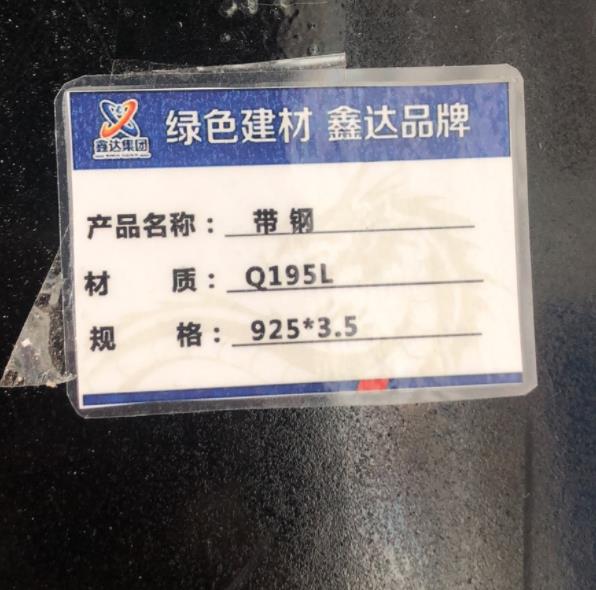 鑫达集团
绿色建材 鑫达品牌
产品名称： 带 钢
材 质： Q195L
规 格： 925*3.5